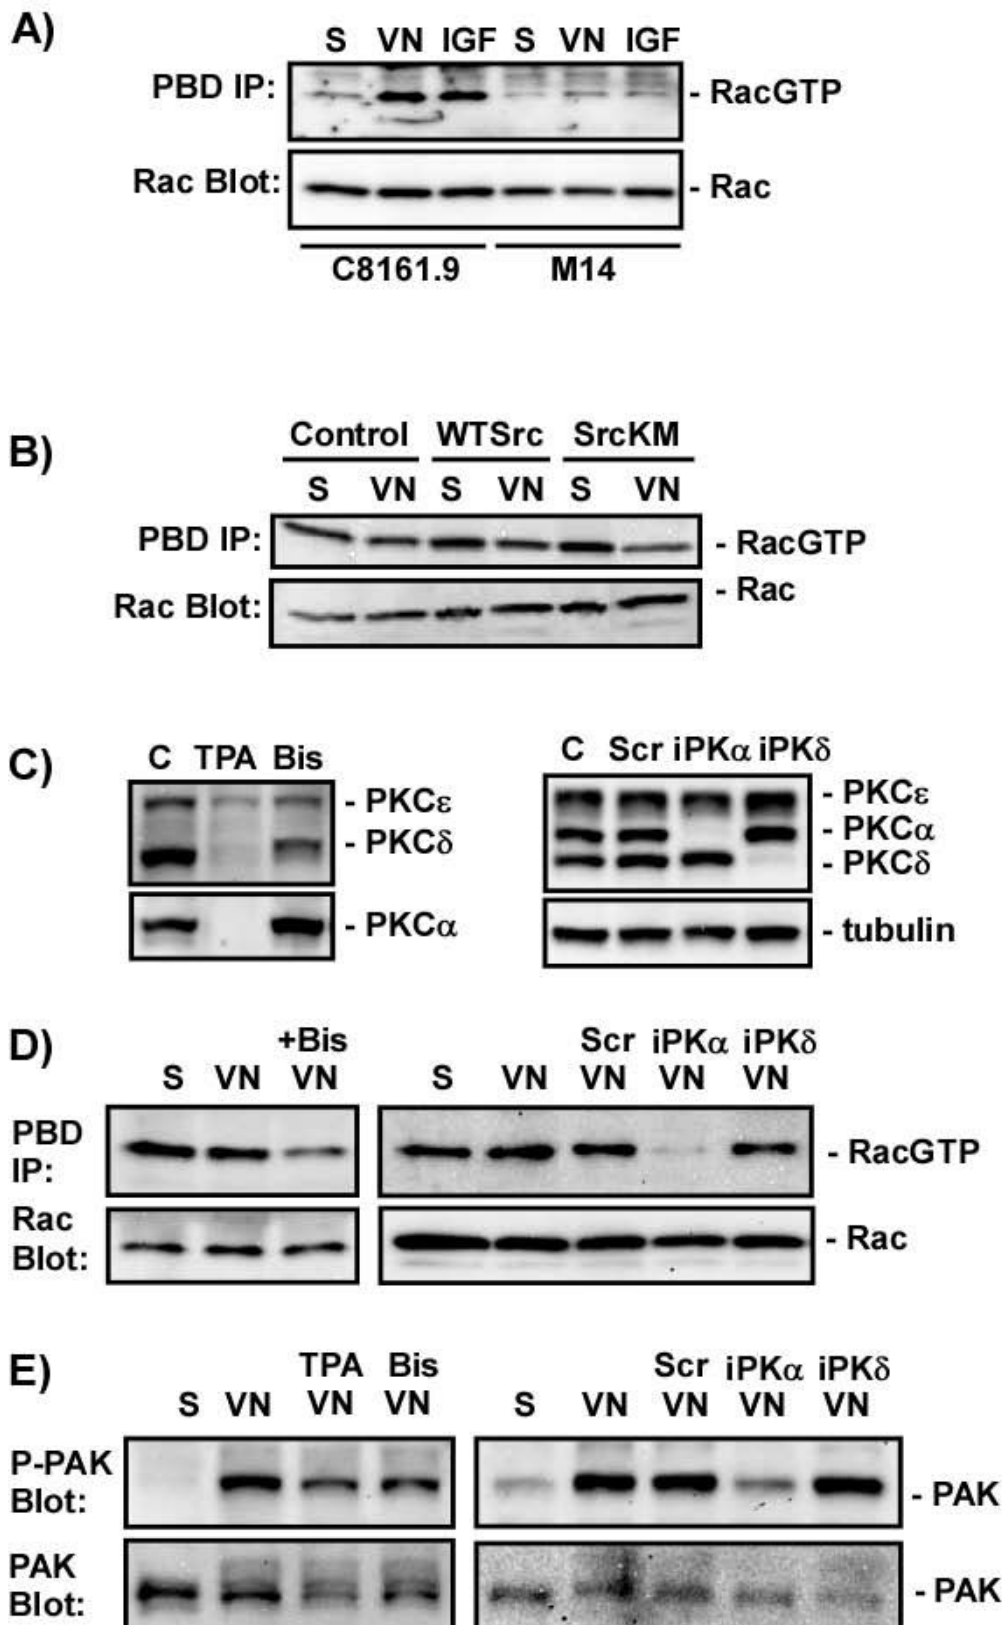 A)
S VN IGF S VN IGF
PBD IP: - RacGTP
Rac Blot: - Rac
C8161.9 M14
B)
Control WTSrc SrcKM
S VN S VN S VN
PBD IP: - RacGTP
Rac Blot: - Rac
C)
C TPA Bis
- PKCε
- PKCδ
- PKCα
C Scr iPKα iPKδ
- PKCε
- PKCα
- PKCδ
- tubulin
D)
+Bis
S VN VN
Scr iPKα iPKδ
S VN VN VN VN
PBD
IP:
- RacGTP
Rac
Blot:
- Rac
E)
TPA Bis
S VN VN VN
Scr iPKα iPKδ
S VN VN VN VN
P-PAK
Blot:
- PAK
PAK
Blot:
- PAK